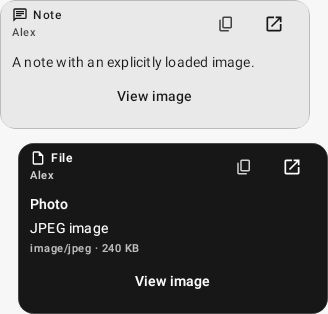 Note
Alex
A note with an explicitly loaded image.
View image
File
Alex
Photo
JPEG image
image/jpeg · 240 KB
View image